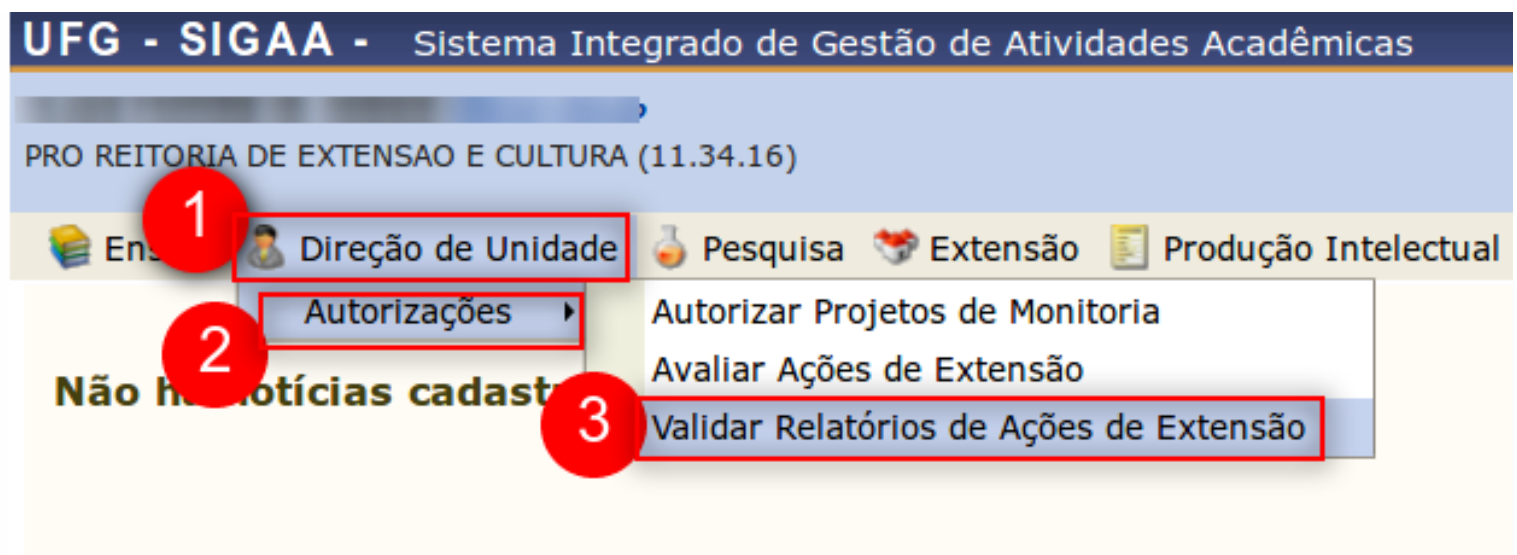 UFG - SIGAA - Sistema Integrado de Gestão de Atividades Acadêmicas
PRO REITORIA DE EXTENSAO E CULTURA (11.34.16)
1
Direção de Unidade Pesquisa Extensão Produção Intelectual
Autorizações Autorizar Projetos de Monitoria
2
Avaliar Ações de Extensão
Não
3
Validar Relatórios de Ações de Extensão